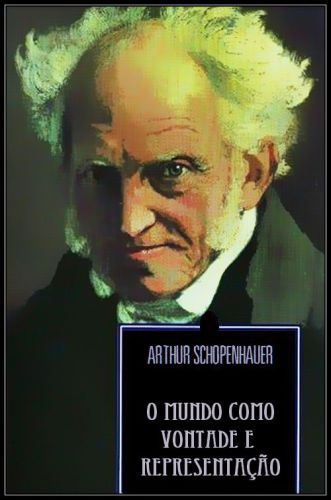 ARTHUR SCHOPENHAUER
O MUNDO COMO
VONTADE E
REPRESENTAÇÃO